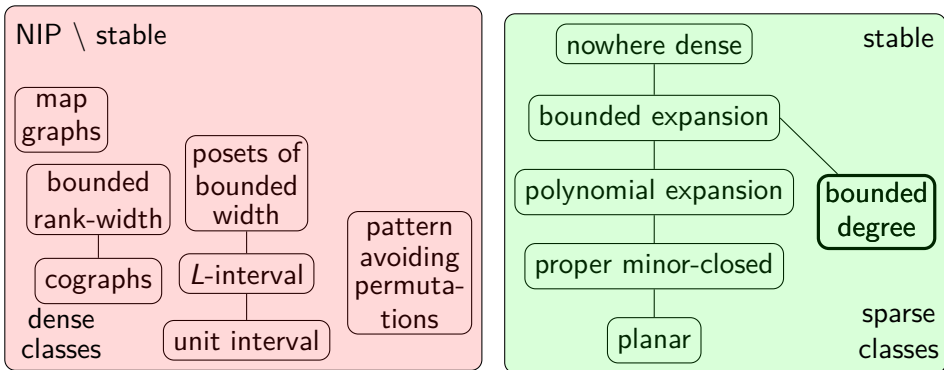 NIP \ stable
map
graphs
bounded
rank-width
cographs
dense
classes
posets of
bounded
width
L-interval
unit interval
pattern
avoiding
permuta-
tions
stable
nowhere dense
bounded expansion
polynomial expansion
bounded
degree
proper minor-closed
planar
sparse
classes